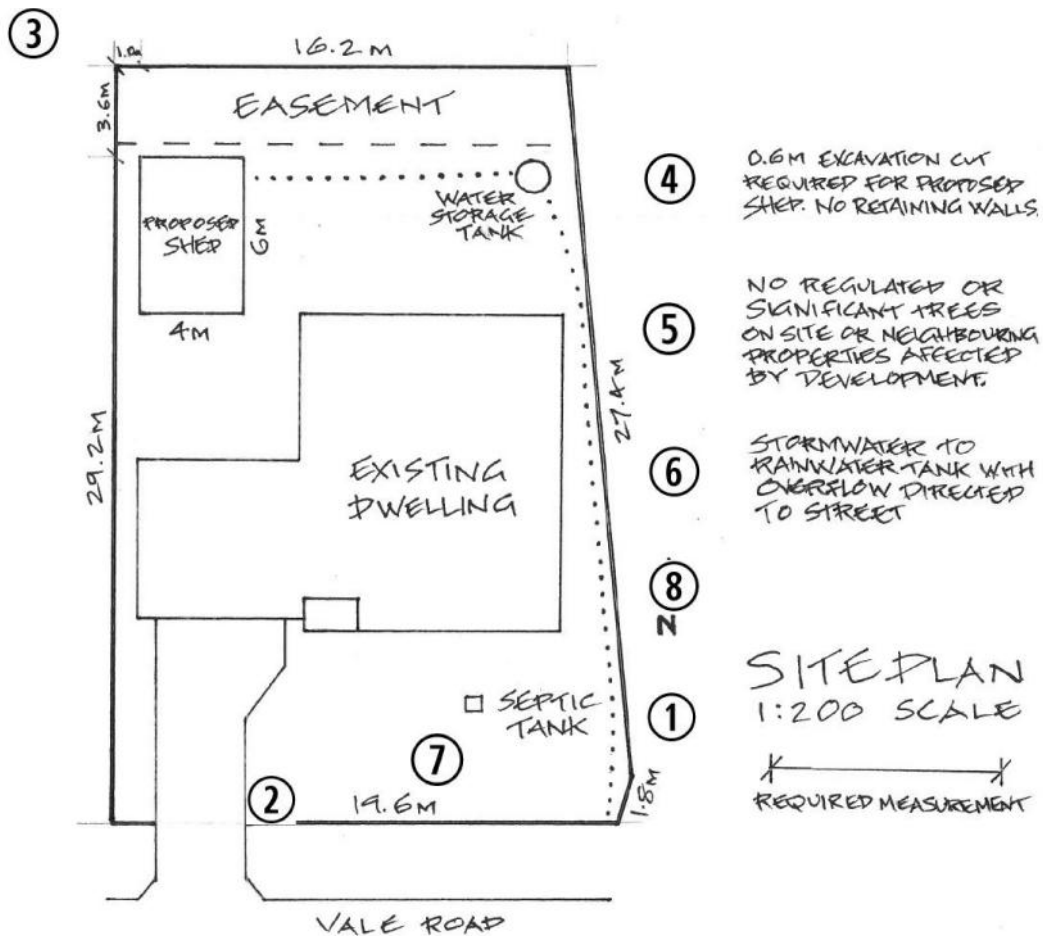 3
1.0m
16.2 M
3.6M
EASEMENT
PROPOSED
SHED
6M
4M
WATER
STORAGE
TANK
29.2 M
27.4 M
EXISTING
DWELLING
SEPTIC
TANK
7
2
19.6M
1.8M
VALE ROAD
4
0.6M EXCAVATION CUT
REQUIRED FOR PROPOSED
SHED. NO RETAINING WALLS.
5
NO REGULATED OR
SIGNIFICANT TREES
ON SITE OR NEIGHBOURING
PROPERTIES AFFECTED
BY DEVELOPMENT.
6
STORMWATER TO
RAINWATER TANK WITH
OVERFLOW DIRECTED
TO STREET
8
N
1
SITE PLAN
1:200 SCALE
REQUIRED MEASUREMENT